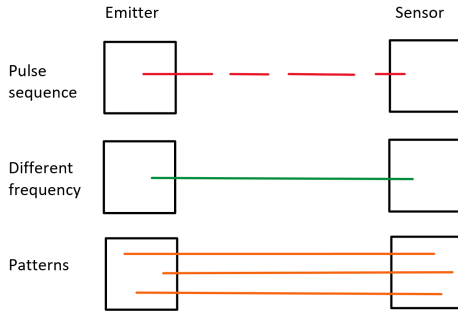 Emitter
Sensor
Pulse
sequence
Different
frequency
Patterns